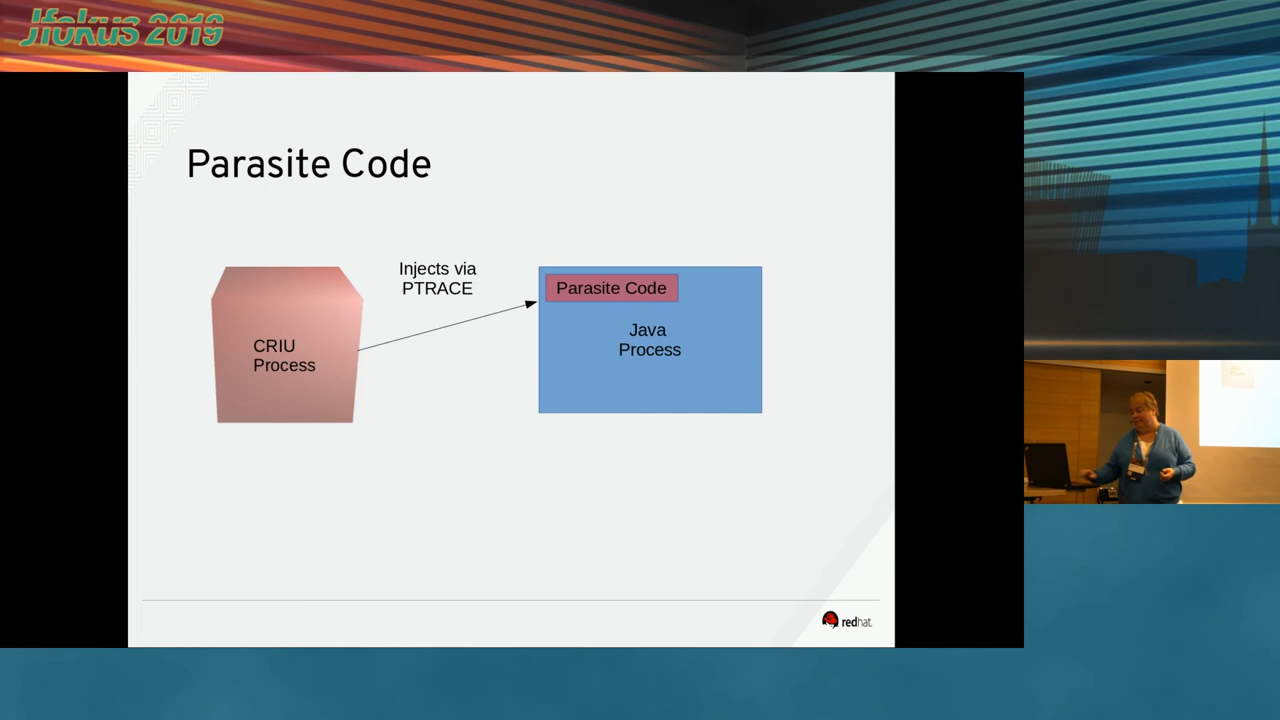 Jfokus 2019
Parasite Code
Injects via
PTRACE
Parasite Code
CRIU
Process
Java
Process
redhat.